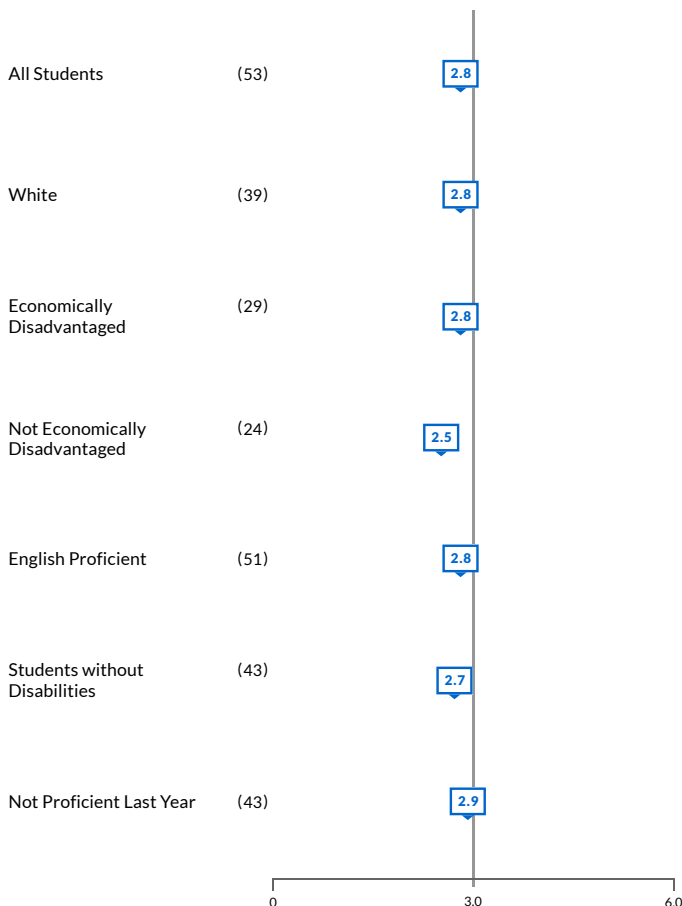 All Students (53) 2.8
White (39) 2.8
Economically (29)
Disadvantaged 2.8
Not Economically (24)
Disadvantaged 2.5
English Proficient (51) 2.8
Students without (43)
Disabilities 2.7
Not Proficient Last Year (43) 2.9
0 3.0 6.0